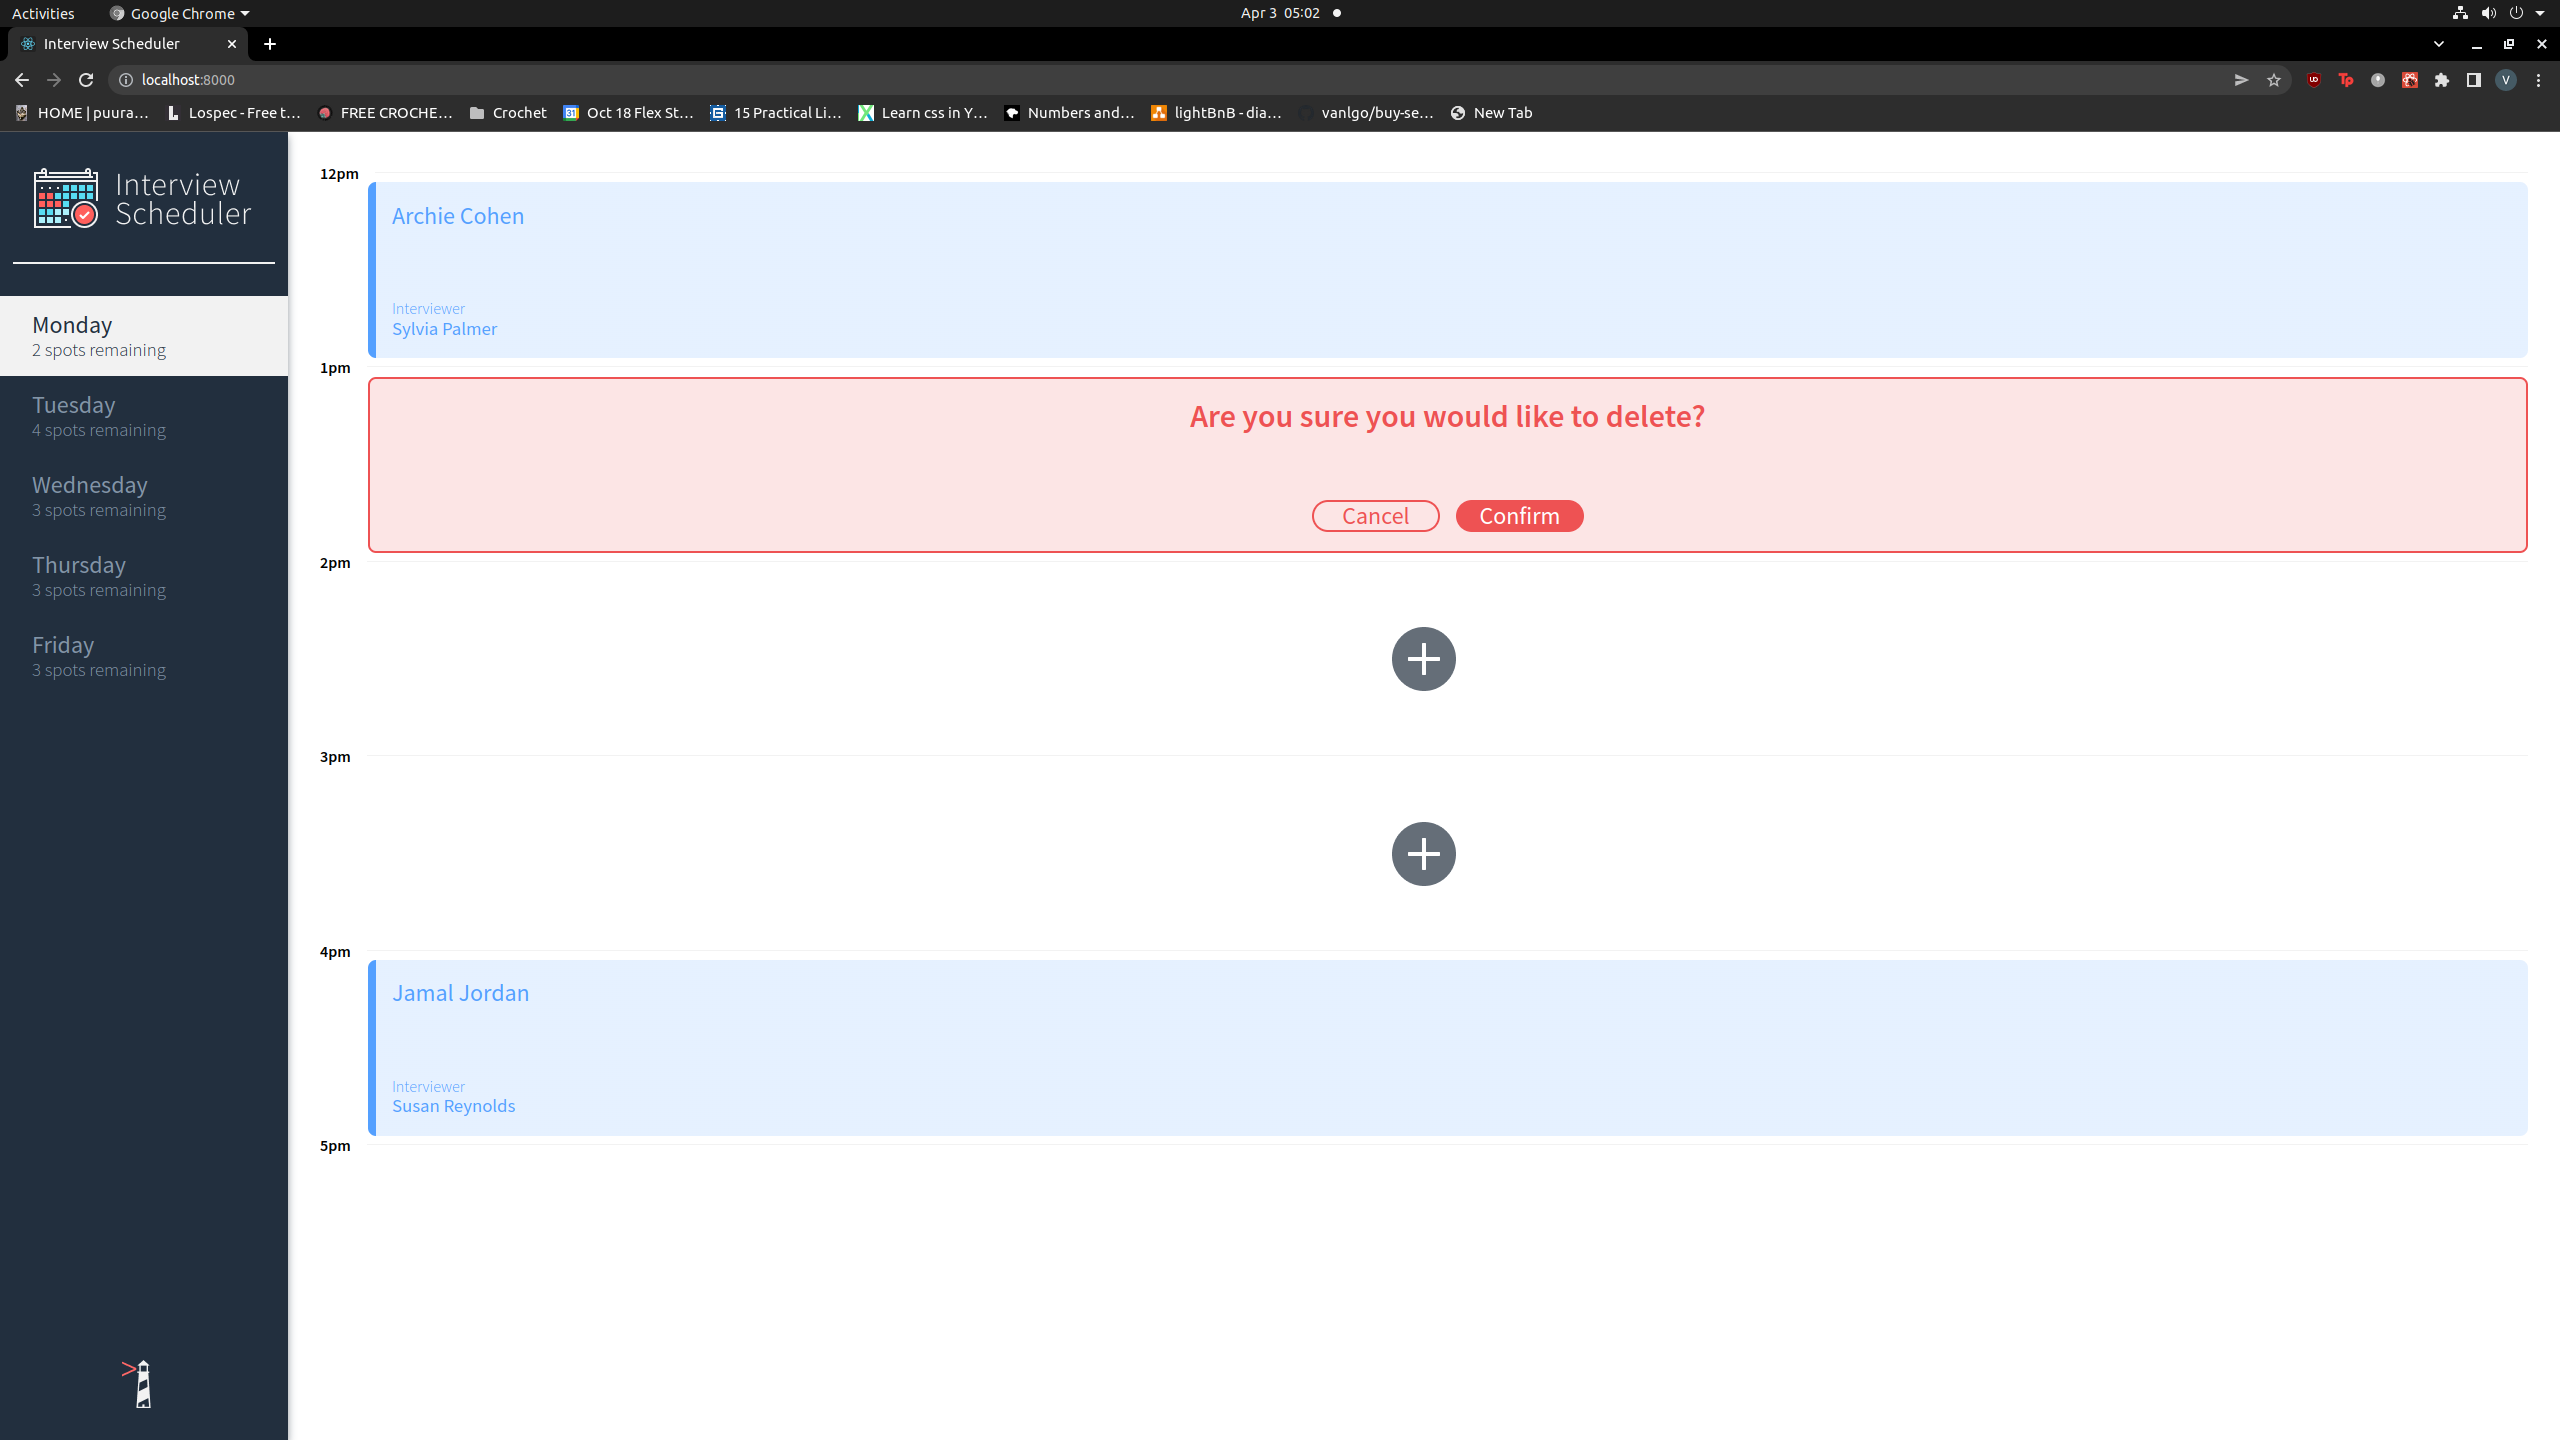 Activities
Google Chrome
Apr 3 05:02
Interview Scheduler
localhost:8000
HOME | puura...
Lospec - Free t...
FREE CROCHE...
Crochet
Oct 18 Flex St...
15 Practical Li...
Learn css in Y...
Numbers and...
lightBnB - dia...
vanlgo/buy-se...
New Tab
Interview
Scheduler
Monday
2 spots remaining
Tuesday
4 spots remaining
Wednesday
3 spots remaining
Thursday
3 spots remaining
Friday
3 spots remaining
12pm
Archie Cohen
Interviewer
Sylvia Palmer
1pm
Are you sure you would like to delete?
Cancel Confirm
2pm
3pm
4pm
Jamal Jordan
Interviewer
Susan Reynolds
5pm